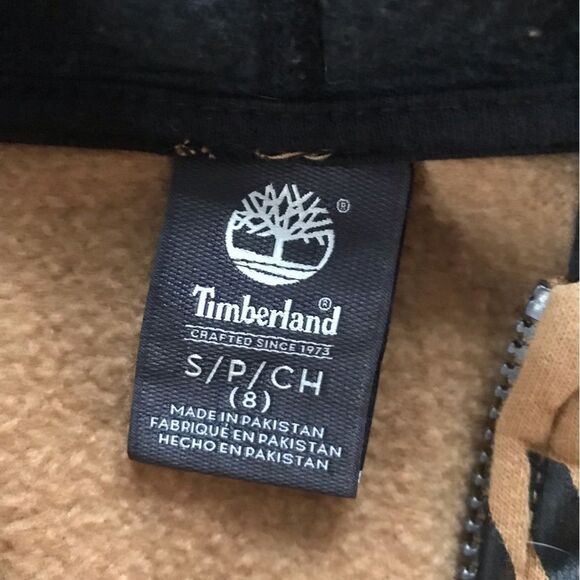 ®
Timberland®
CRAFTED SINCE 1973
S/P/CH
(8)
MADE IN PAKISTAN
FABRIQUÉ EN PAKISTAN
HECHO EN PAKISTAN